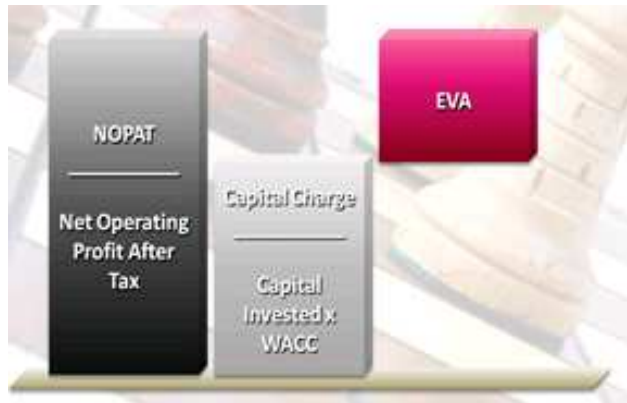 NOPAT
Net Operating
Profit After
Tax
Capital Charge
Capital
Invested x
WACC
EVA